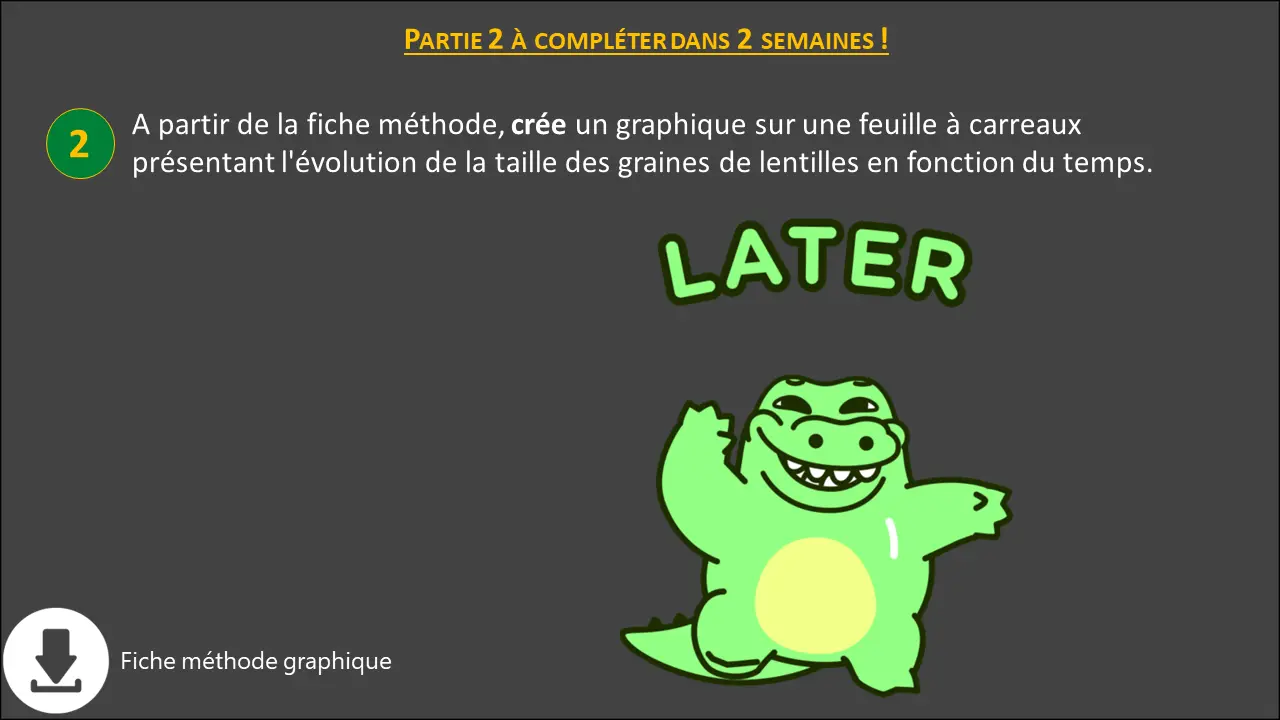 PARTIE 2 À COMPLÉTER DANS 2 SEMAINES !
2
A partir de la fiche méthode, crée un graphique sur une feuille à carreaux
présentant l'évolution de la taille des graines de lentilles en fonction du temps.
LATER
Fiche méthode graphique